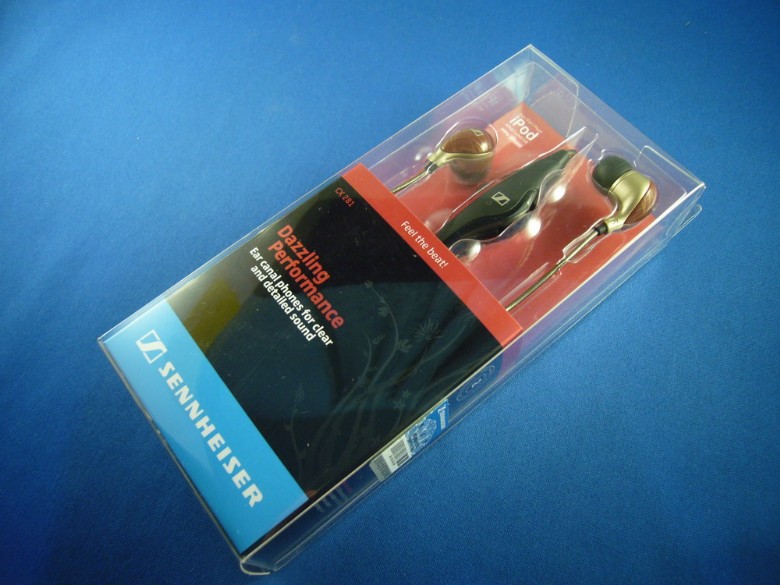 iPod
CX 281
Feel the beat!
Dazzling
Performance
Ear canal phones for clear
and detailed sound
SENNHEISER